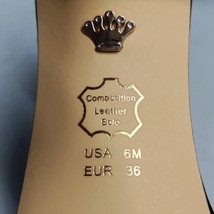 Composition
Leather
Sole
USA 6M
EUR 36